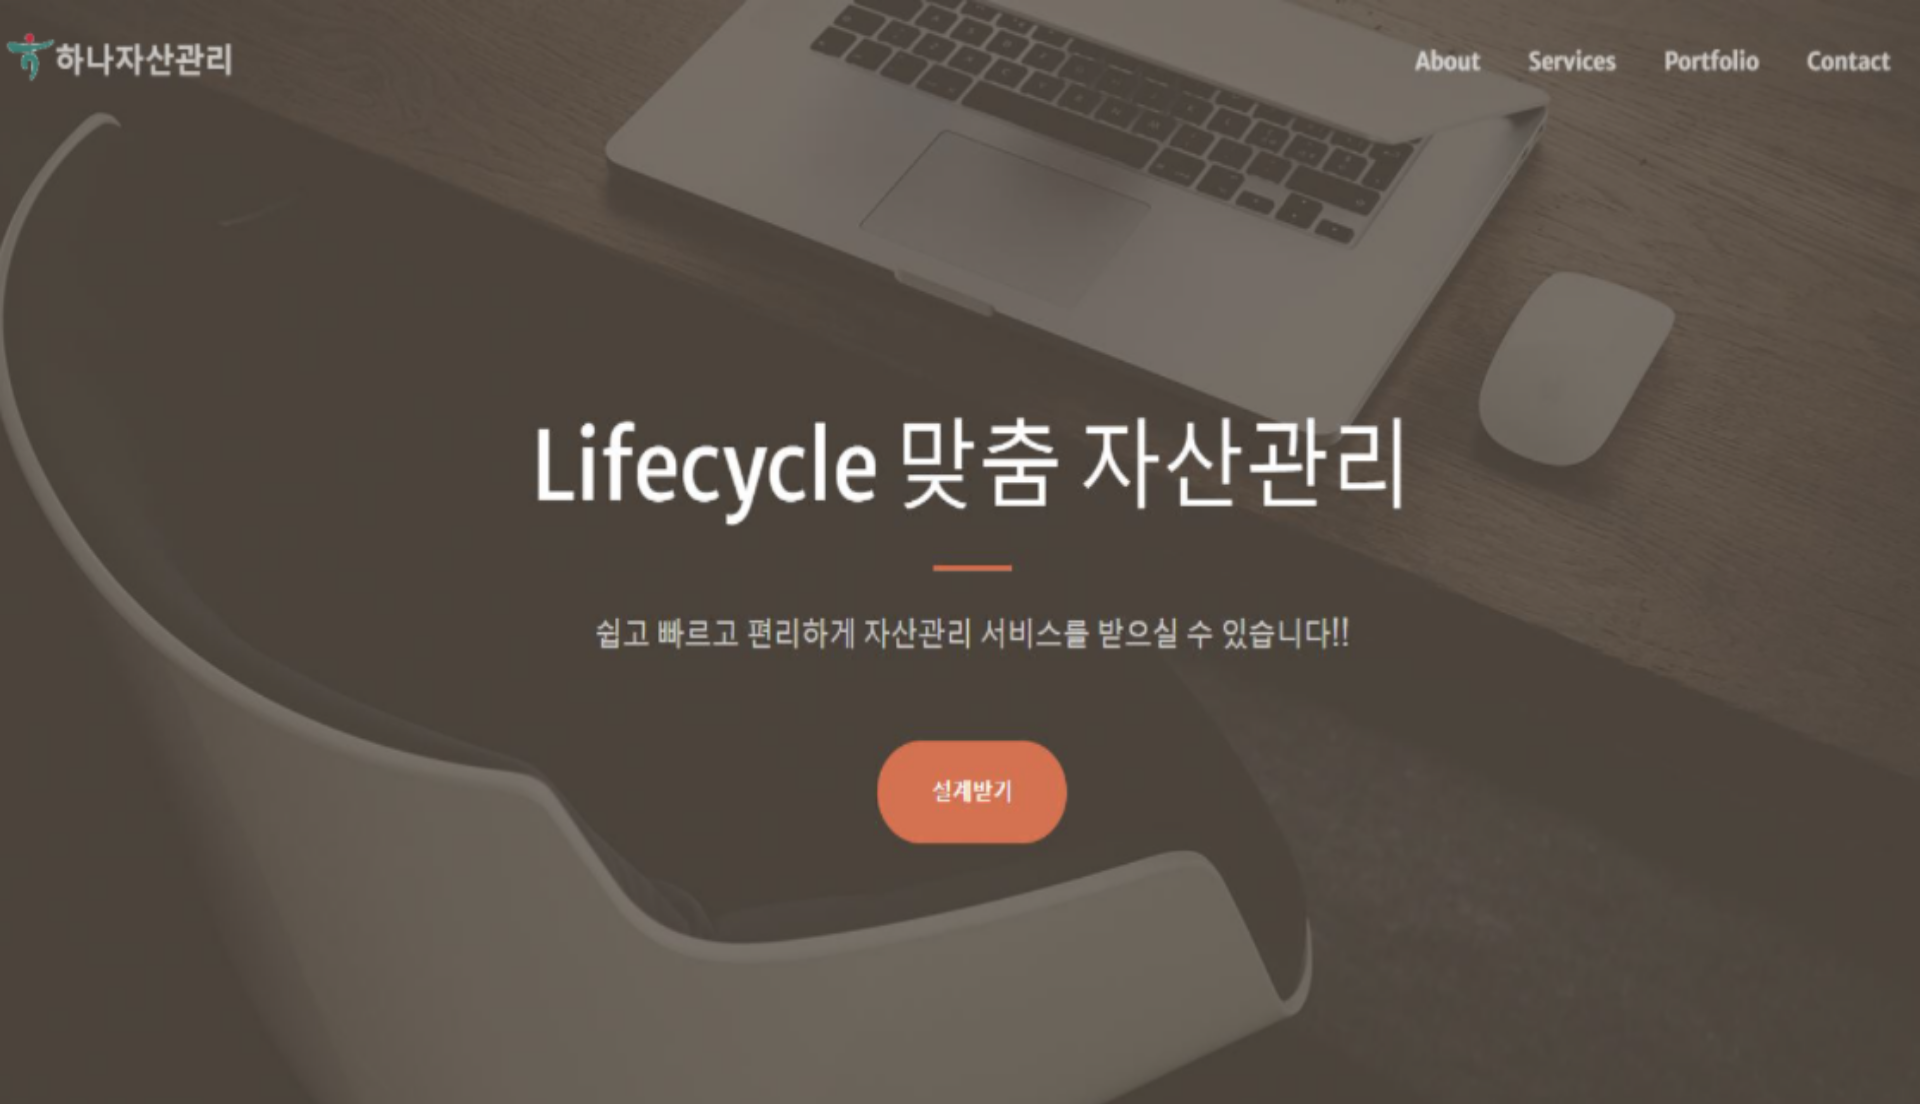 하나자산관리
About Services Portfolio Contact
Lifecycle 맞춤 자산관리
쉽고 빠르고 편리하게 자산관리 서비스를 받으실 수 있습니다!!
설계받기